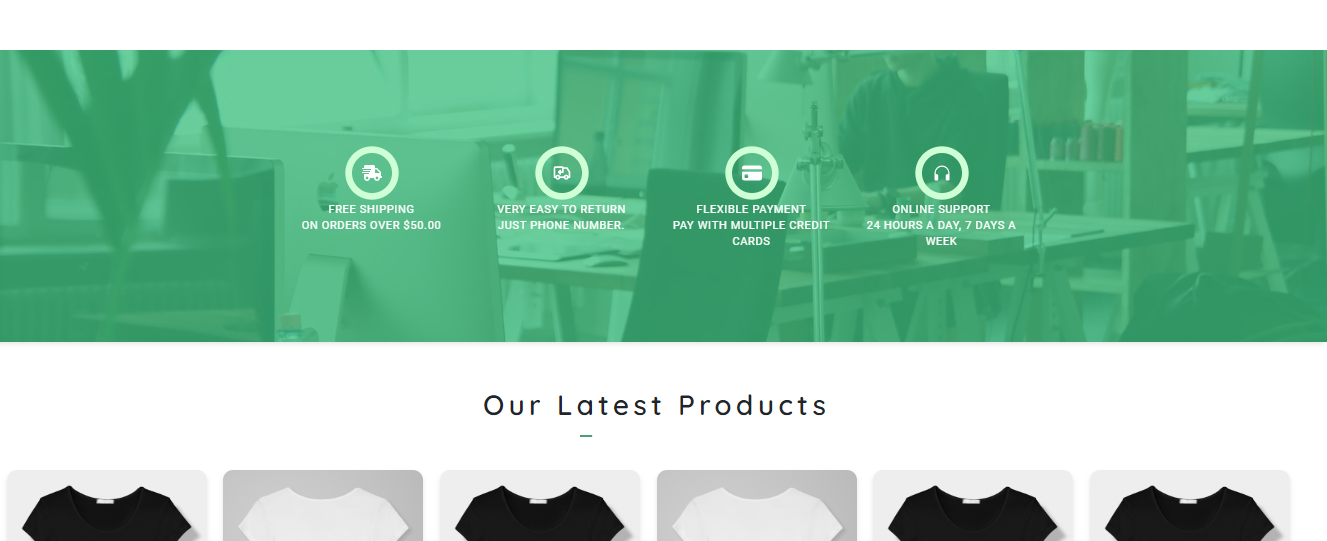 FREE SHIPPING
ON ORDERS OVER $50.00
VERY EASY TO RETURN
JUST PHONE NUMBER.
FLEXIBLE PAYMENT
PAY WITH MULTIPLE CREDIT
CARDS
ONLINE SUPPORT
24 HOURS A DAY, 7 DAYS A
WEEK
Our Latest Products